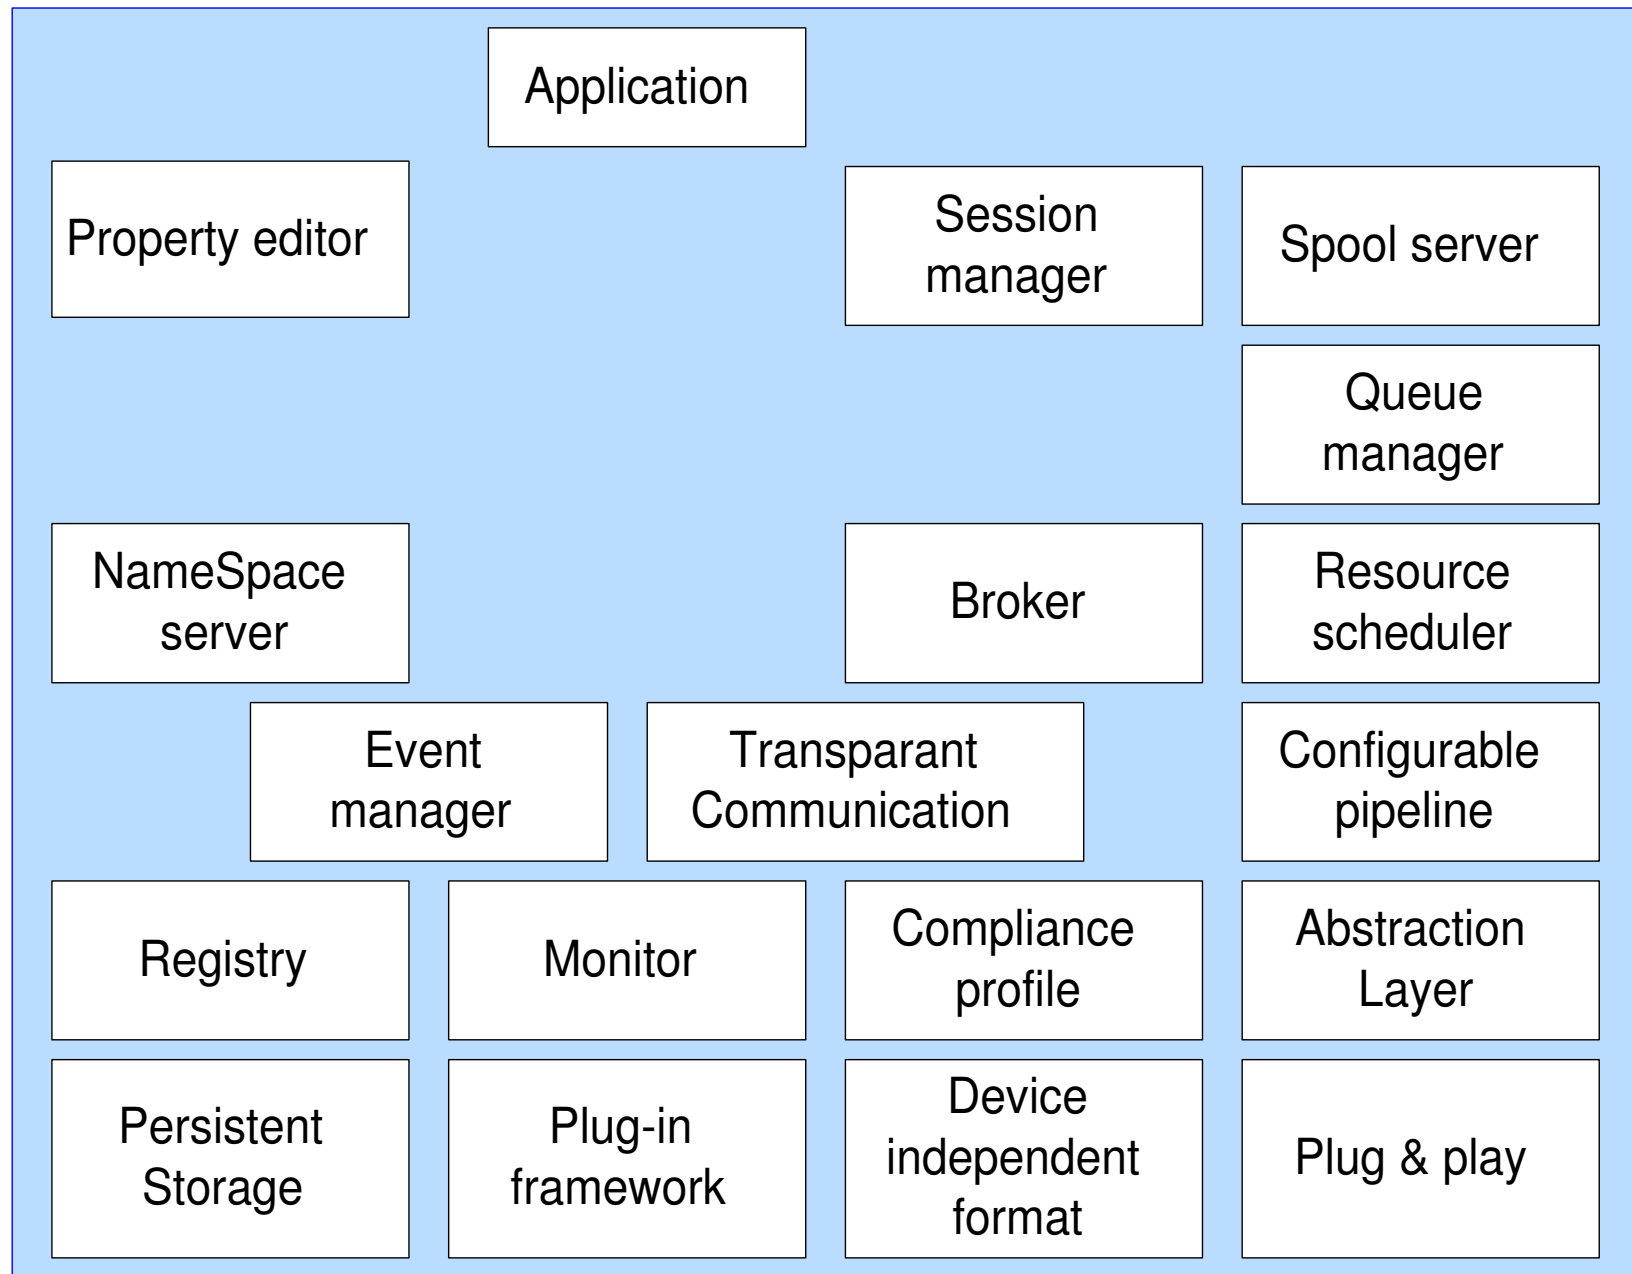 Application
Property editor
Session
manager
Spool server
Queue
manager
NameSpace
server
Broker
Resource
scheduler
Event
manager
Transparant
Communication
Configurable
pipeline
Registry
Monitor
Compliance
profile
Abstraction
Layer
Persistent
Storage
Plug-in
framework
Device
independent
format
Plug & play